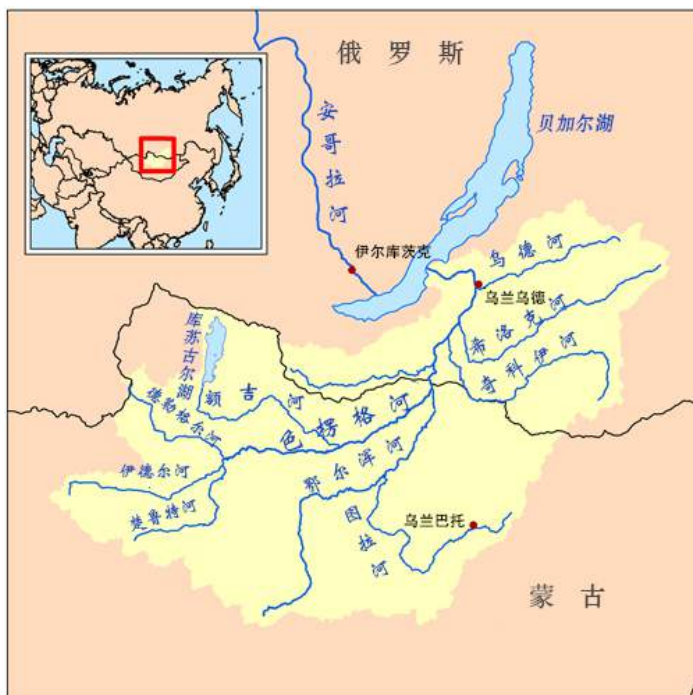 俄罗斯
安哥拉河
贝加尔湖
伊尔库茨克
乌德河
乌兰乌德
希洛克河
奇科伊河
库苏古尔湖
额吉河
德勒格尔河
色楞格河
伊德尔河
鄂尔浑河
楚鲁特河
图拉河
乌兰巴托
蒙古